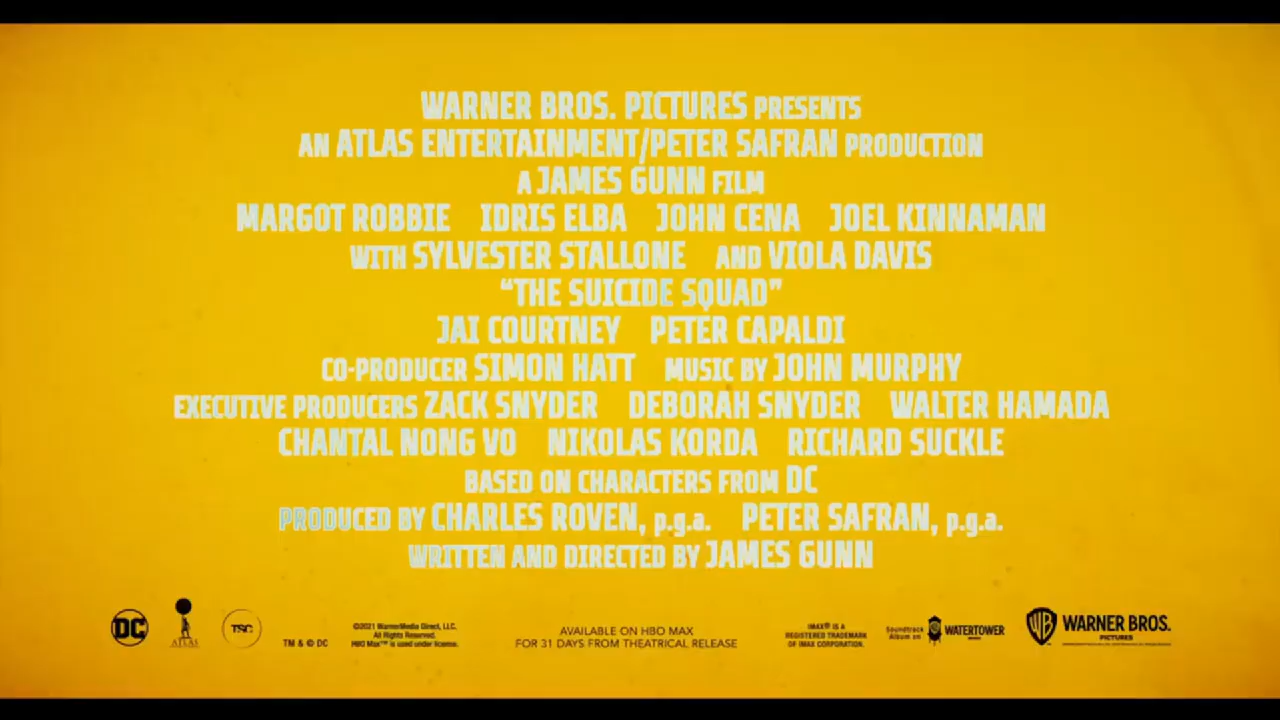 WARNER BROS. PICTURES PRESENTS
AN ATLAS ENTERTAINMENT/PETER SAFRAN PRODUCTION
A JAMES GUNN FILM
MARGOT ROBBIE IDRIS ELBA JOHN CENA JOEL KINNAMAN
WITH SYLVESTER STALLONE AND VIOLA DAVIS
“THE SUICIDE SQUAD”
JAI COURTNEY PETER CAPALDI
CO-PRODUCER SIMON HATT MUSIC BY JOHN MURPHY
EXECUTIVE PRODUCERS ZACK SNYDER DEBORAH SNYDER WALTER HAMADA
CHANTAL NONG VO NIKOLAS KORDA RICHARD SUCKLE
BASED ON CHARACTERS FROM DC
PRODUCED BY CHARLES ROVEN, p.g.a. PETER SAFRAN, p.g.a.
WRITTEN AND DIRECTED BY JAMES GUNN
DC
ATLAS
TSC
TM & © DC
©2021 WarnerMedia Direct, LLC.
All Rights Reserved.
HBO Max™ is used under license.
AVAILABLE ON HBO MAX
FOR 31 DAYS FROM THEATRICAL RELEASE
IMAX® IS A
REGISTERED TRADEMARK
OF IMAX CORPORATION.
Soundtrack
Album on
WATERTOWER
MUSIC
WB
WARNER BROS.
PICTURES